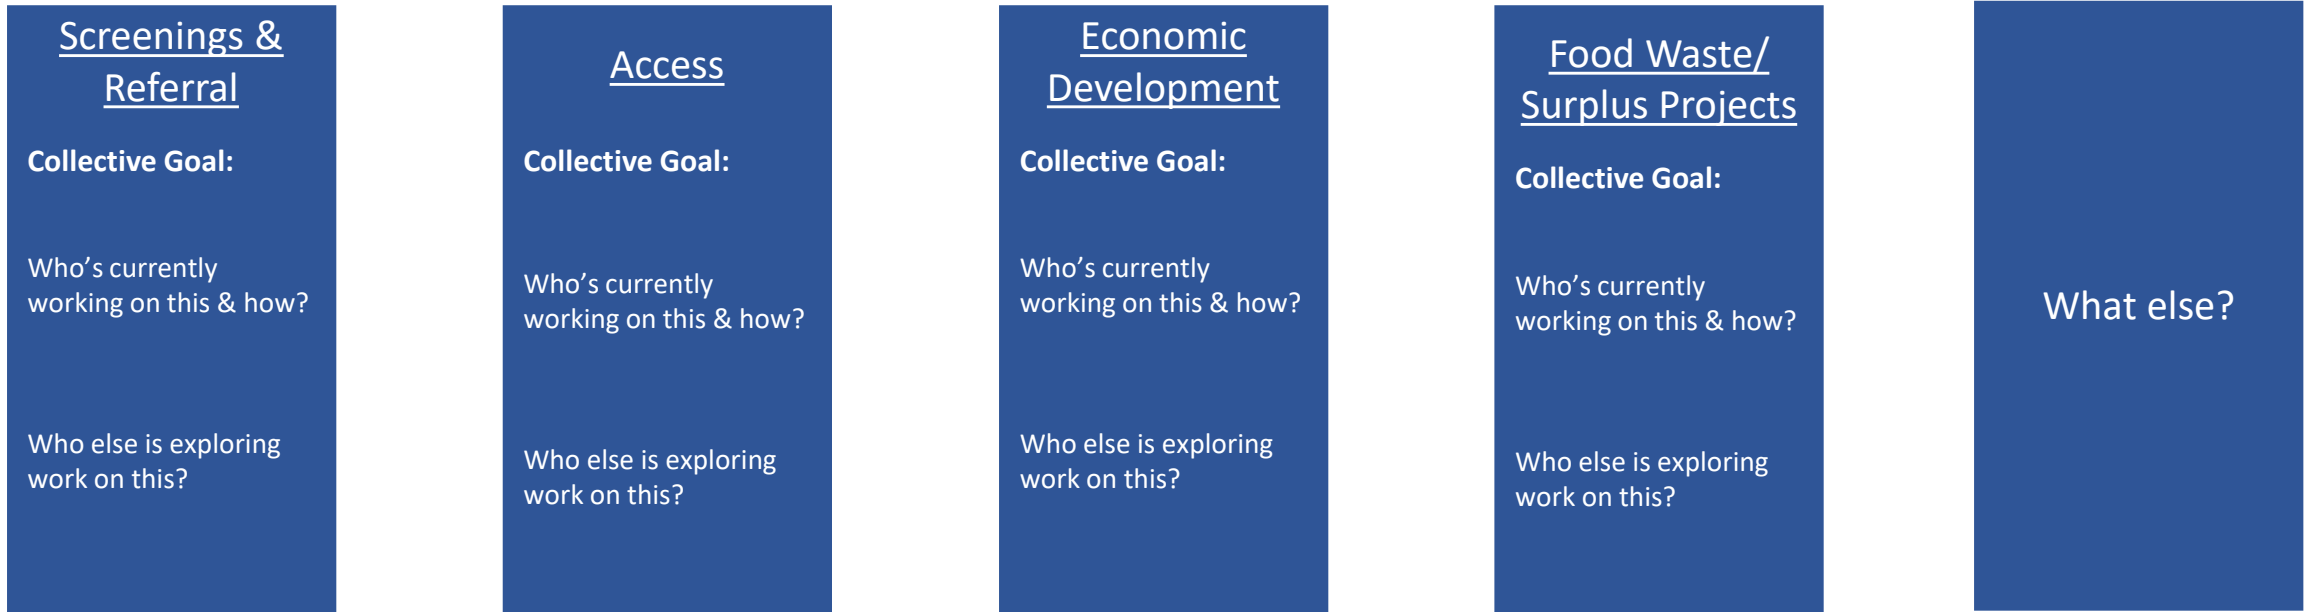 Screenings &
Referral
Collective Goal:
Who's currently
working on this & how?
Who else is exploring
work on this?
Access
Collective Goal:
Who's currently
working on this & how?
Who else is exploring
work on this?
Economic
Development
Collective Goal:
Who's currently
working on this & how?
Who else is exploring
work on this?
Food Waste/
Surplus Projects
Collective Goal:
Who's currently
working on this & how?
Who else is exploring
work on this?
What else?